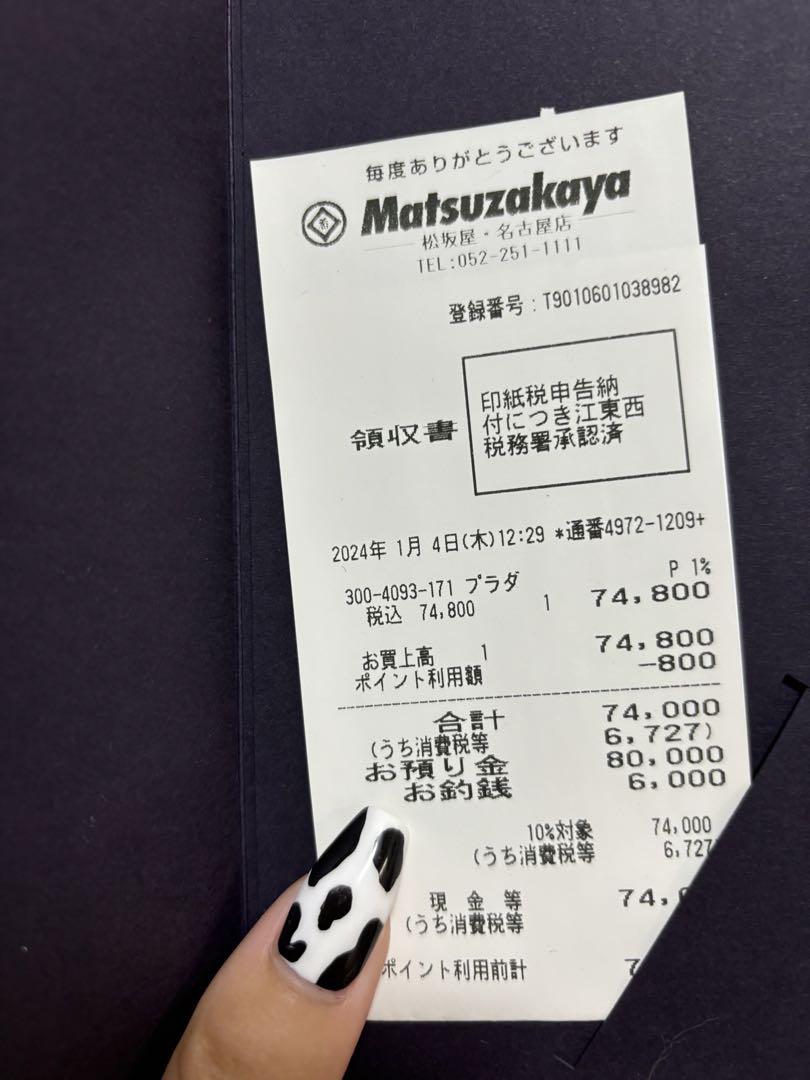 毎度ありがとうございます
Matsuzakaya
松坂屋・名古屋店
TEL:052-251-1111
登録番号:T9010601038982
領収書
印紙税申告納
付につき江東西
税務署承認済
2024年 1月 4日(木)12:29 *通番4972-1209+
P 1%
300-4093-171 プラダ
税込 74,800 1 74,800
お買上高 1 74,800
ポイント利用額 -800
合計 74,000
(うち消費税等 6,727)
お預り金 80,000
お釣銭 6,000
10%対象 74,000
(うち消費税等 6,727
現 金 等 74,
(うち消費税等
ポイント利用前計 7